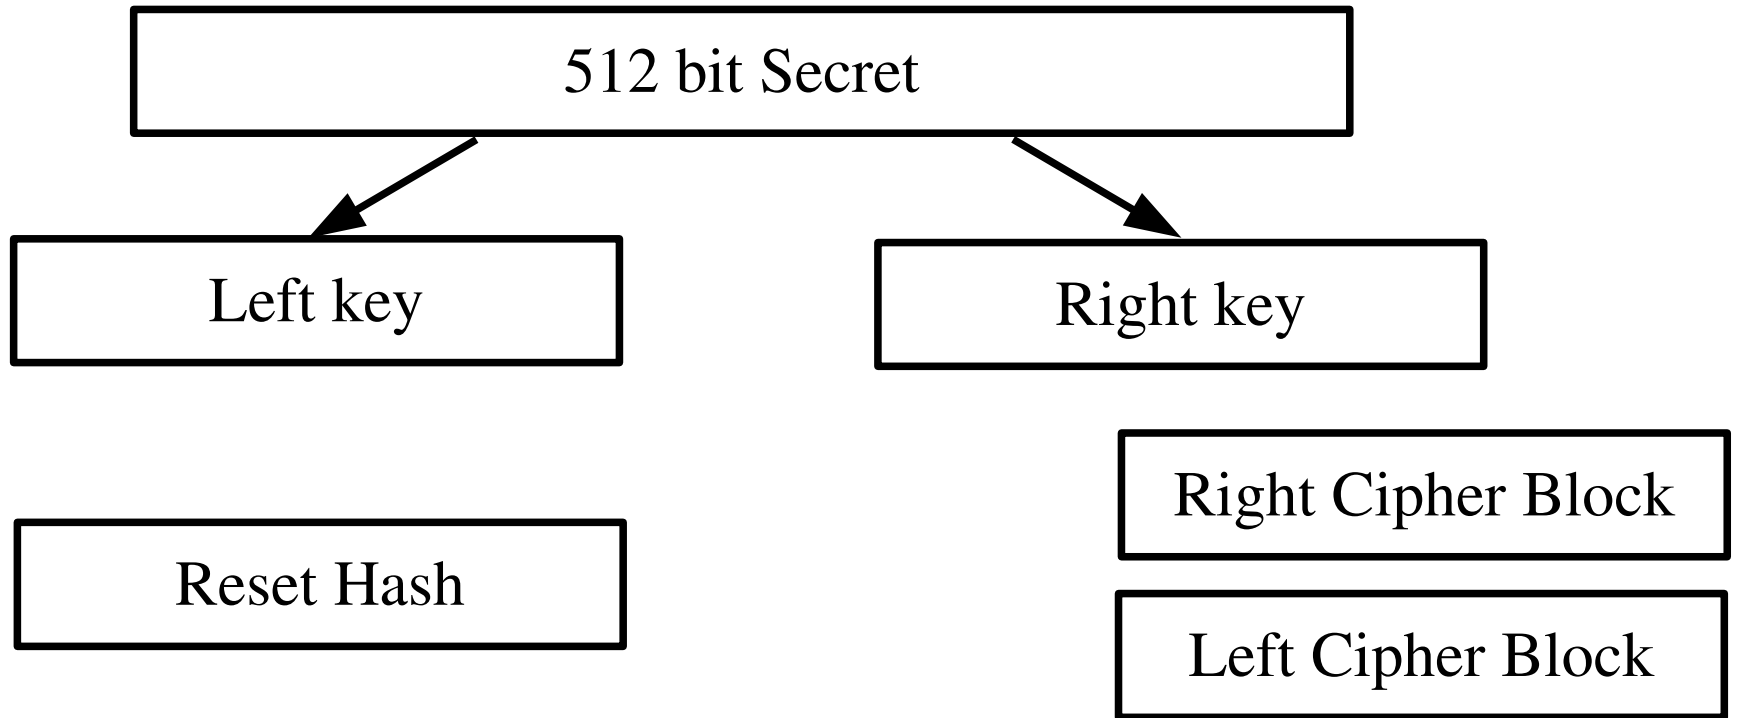 512 bit Secret
Left key
Right key
Right Cipher Block
Reset Hash
Left Cipher Block